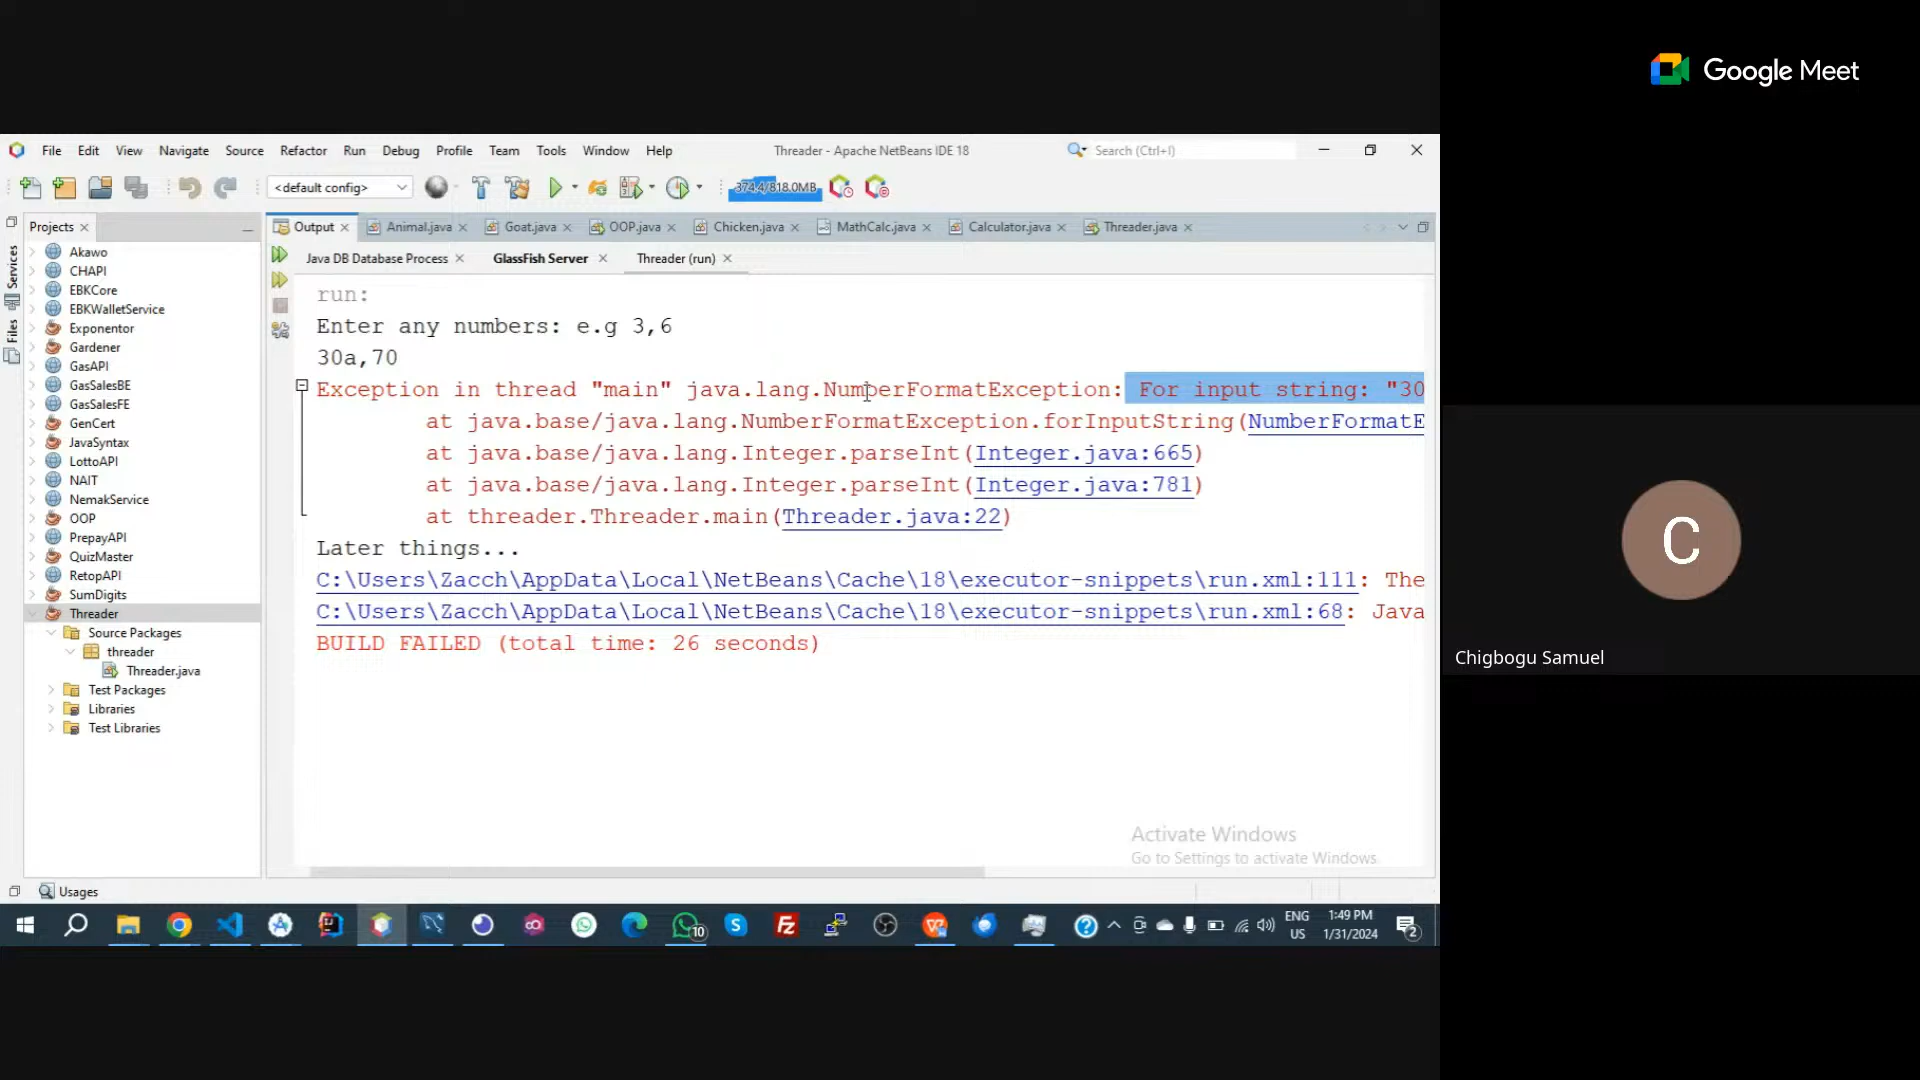 Google Meet
File Edit View Navigate Source Refactor Run Debug Profile Team Tools Window Help
Threader - Apache NetBeans IDE 18
Search (Ctrl+I)
<default config>
374.4/818.0MB
Projects
Output Animal.java Goat.java OOP.java Chicken.java MathCalc.java Calculator.java Threader.java
Java DB Database Process GlassFish Server Threader (run)
Services
Files
Akawo
CHAPI
EBKCore
EBKWalletService
Exponentor
Gardener
GasAPI
GasSalesBE
GasSalesFE
GenCert
JavaSyntax
LottoAPI
NAIT
NemakService
OOP
PrepayAPI
QuizMaster
RetopAPI
SumDigits
Threader
Source Packages
threader
Threader.java
Test Packages
Libraries
Test Libraries
run:
Enter any numbers: e.g 3,6
30a,70
Exception in thread "main" java.lang.NumberFormatException: For input string: "30
at java.base/java.lang.NumberFormatException.forInputString(NumberFormatE
at java.base/java.lang.Integer.parseInt(Integer.java:665)
at java.base/java.lang.Integer.parseInt(Integer.java:781)
at threader.Threader.main(Threader.java:22)
Later things...
C:\Users\Zacch\AppData\Local\NetBeans\Cache\18\executor-snippets\run.xml:111: The
C:\Users\Zacch\AppData\Local\NetBeans\Cache\18\executor-snippets\run.xml:68: Java
BUILD FAILED (total time: 26 seconds)
Activate Windows
Go to Settings to activate Windows.
Usages
10
ENG
US
1:49 PM
1/31/2024
2
C
Chigbogu Samuel